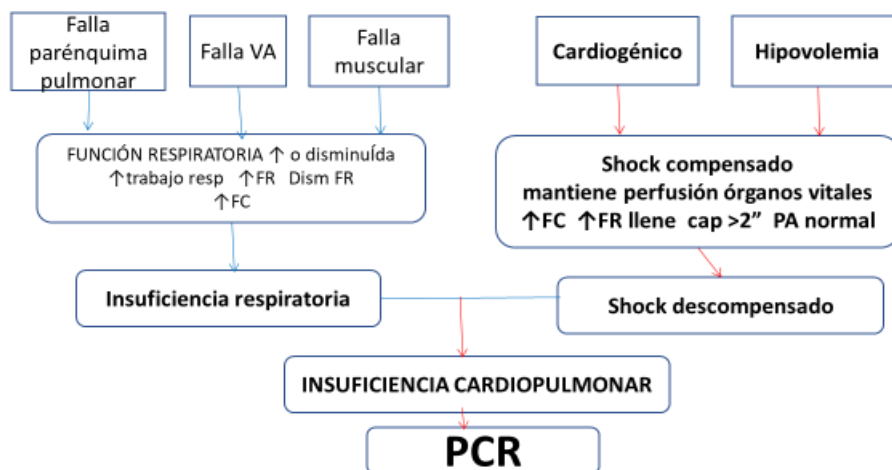 Falla
parénquima
pulmonar
Falla VA
Falla
muscular
Cardiogénico
Hipovolemia
FUNCIÓN RESPIRATORIA ↑ o disminuÍda
↑trabajo resp ↑FR Dism FR
↑FC
Shock compensado
mantiene perfusión órganos vitales
↑FC ↑FR llene cap >2” PA normal
Insuficiencia respiratoria
Shock descompensado
INSUFICIENCIA CARDIOPULMONAR
PCR